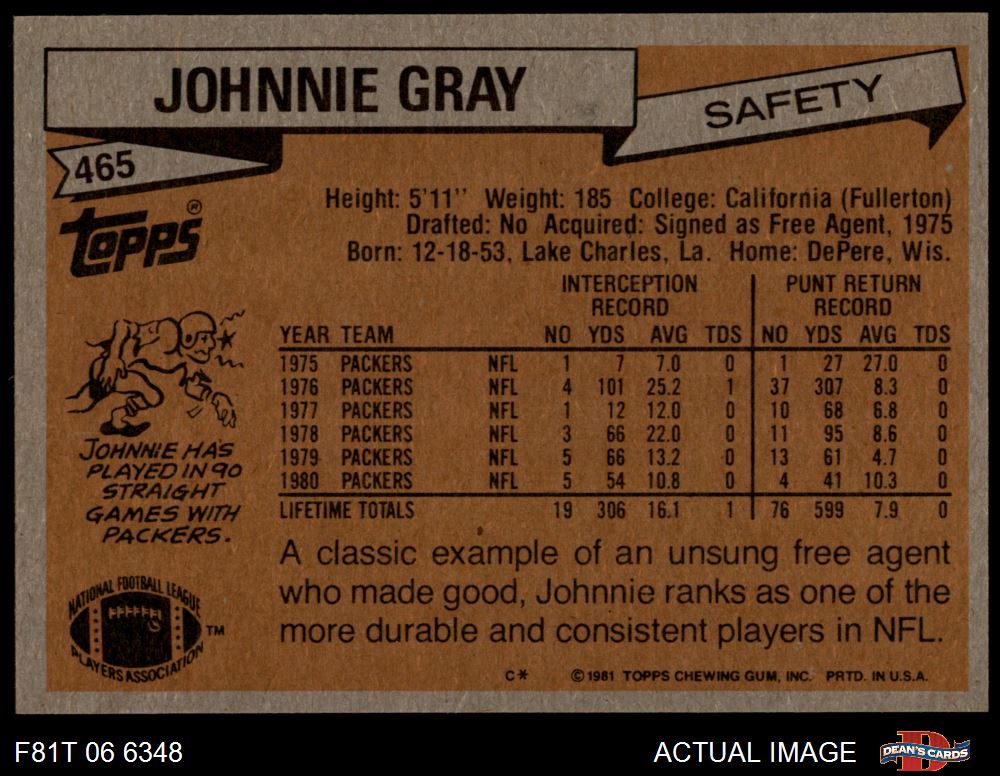 JOHNNIE GRAY
SAFETY
465
TOPPS®
Height: 5'11'' Weight: 185 College: California (Fullerton)
Drafted: No Acquired: Signed as Free Agent, 1975
Born: 12-18-53, Lake Charles, La. Home: DePere, Wis.
INTERCEPTION RECORD PUNT RETURN RECORD
YEAR TEAM NO YDS AVG TDS NO YDS AVG TDS
1975 PACKERS NFL 1 7 7.0 0 1 27 27.0 0
1976 PACKERS NFL 4 101 25.2 1 37 307 8.3 0
1977 PACKERS NFL 1 12 12.0 0 10 68 6.8 0
1978 PACKERS NFL 3 66 22.0 0 11 95 8.6 0
1979 PACKERS NFL 5 66 13.2 0 13 61 4.7 0
1980 PACKERS NFL 5 54 10.8 0 4 41 10.3 0
LIFETIME TOTALS 19 306 16.1 1 76 599 7.9 0
JOHNNIE HAS
PLAYED IN 90
STRAIGHT
GAMES WITH
PACKERS.
A classic example of an unsung free agent
who made good, Johnnie ranks as one of the
more durable and consistent players in NFL.
NATIONAL FOOTBALL LEAGUE
PLAYERS ASSOCIATION
TM
C* ©1981 TOPPS CHEWING GUM, INC. PRTD. IN U.S.A.
F81T 06 6348
ACTUAL IMAGE
D
DEAN'S CARDS